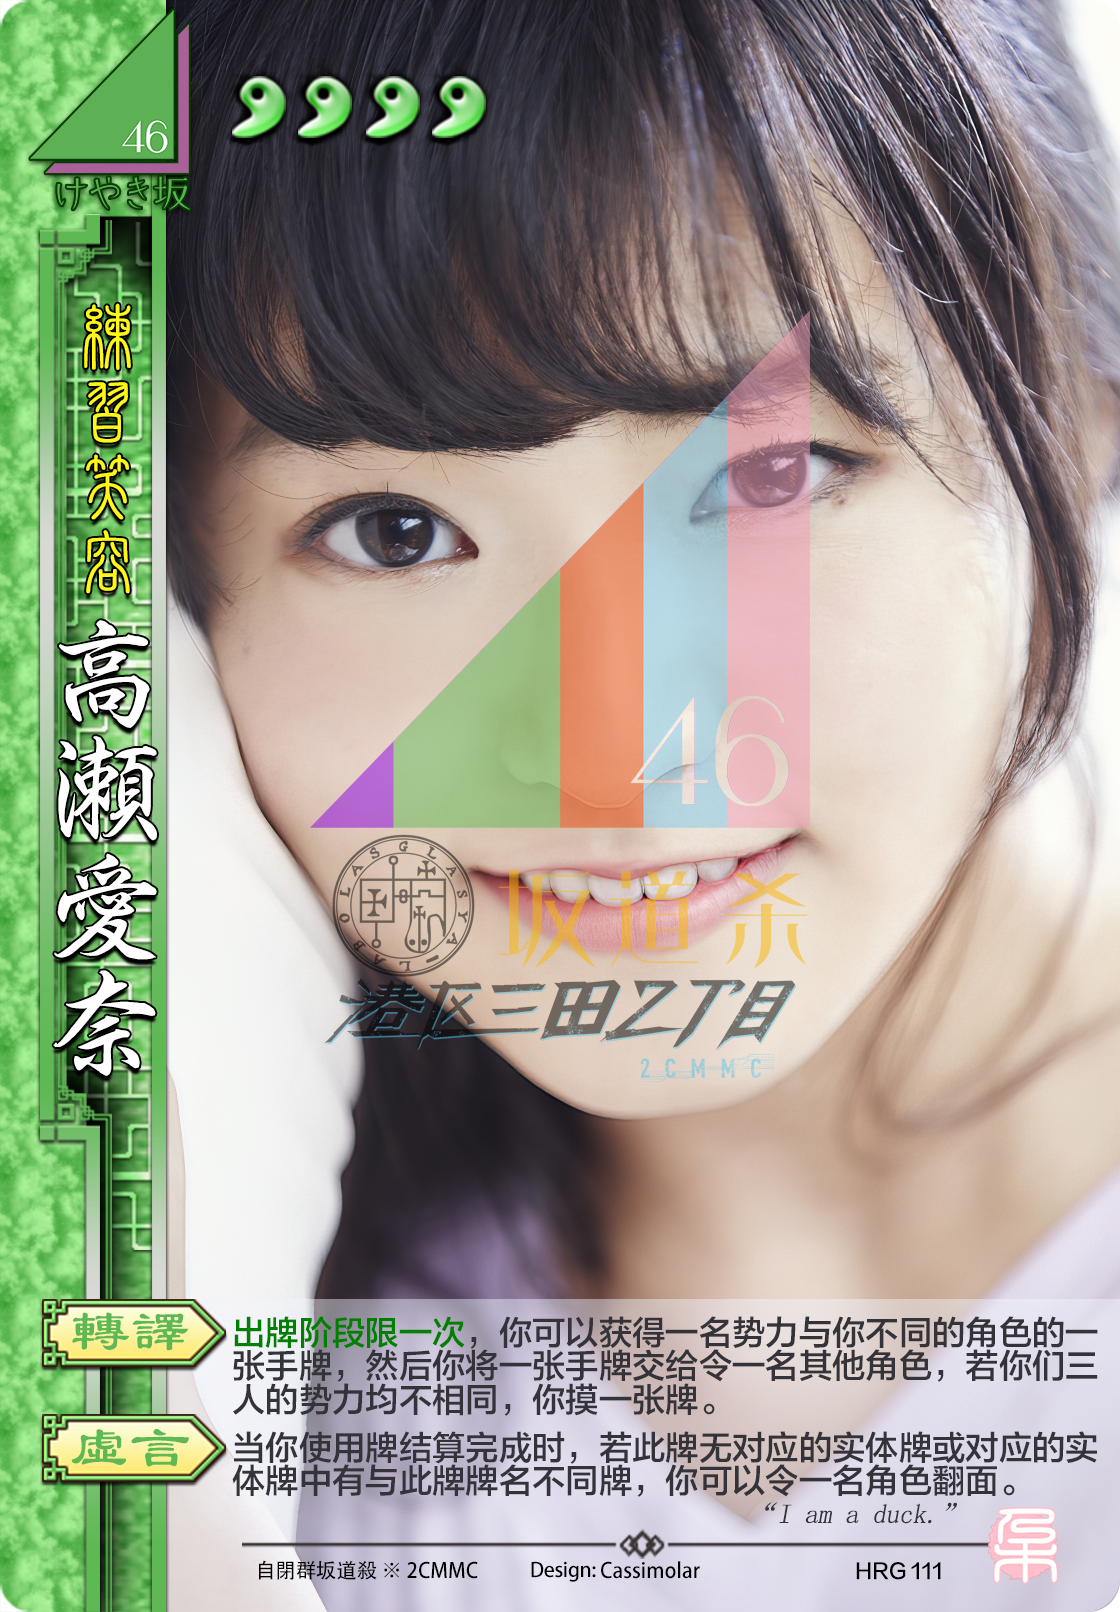 46
けやき坂
練習笑容
高瀬愛奈
46
GLASYA-LABOLAS
坂道杀
港区三田乙丁目
2CMMC
轉譯
出牌阶段限一次，你可以获得一名势力与你不同的角色的一
张手牌，然后你将一张手牌交给令一名其他角色，若你们三
人的势力均不相同，你摸一张牌。
虛言
当你使用牌结算完成时，若此牌无对应的实体牌或对应的实
体牌中有与此牌牌名不同牌，你可以令一名角色翻面。
“I am a duck.”
自閉群坂道殺 ※ 2CMMC
Design: Cassimolar
HRG 111